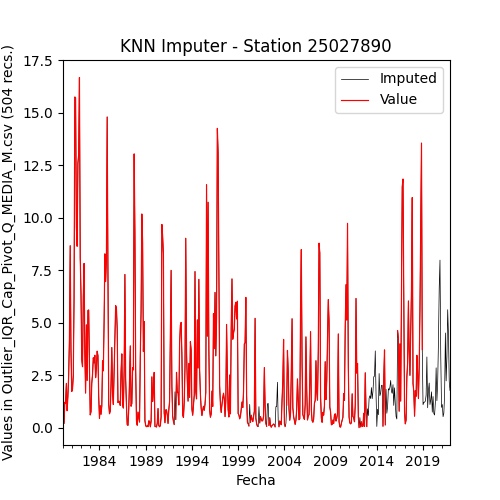 KNN Imputer - Station 25027890
Values in Outlier_IQR_Cap_Pivot_Q_MEDIA_M.csv (504 recs.)
17.5
15.0
12.5
10.0
7.5
5.0
2.5
0.0
Imputed
Value
1984 1989 1994 1999 2004 2009 2014 2019
Fecha